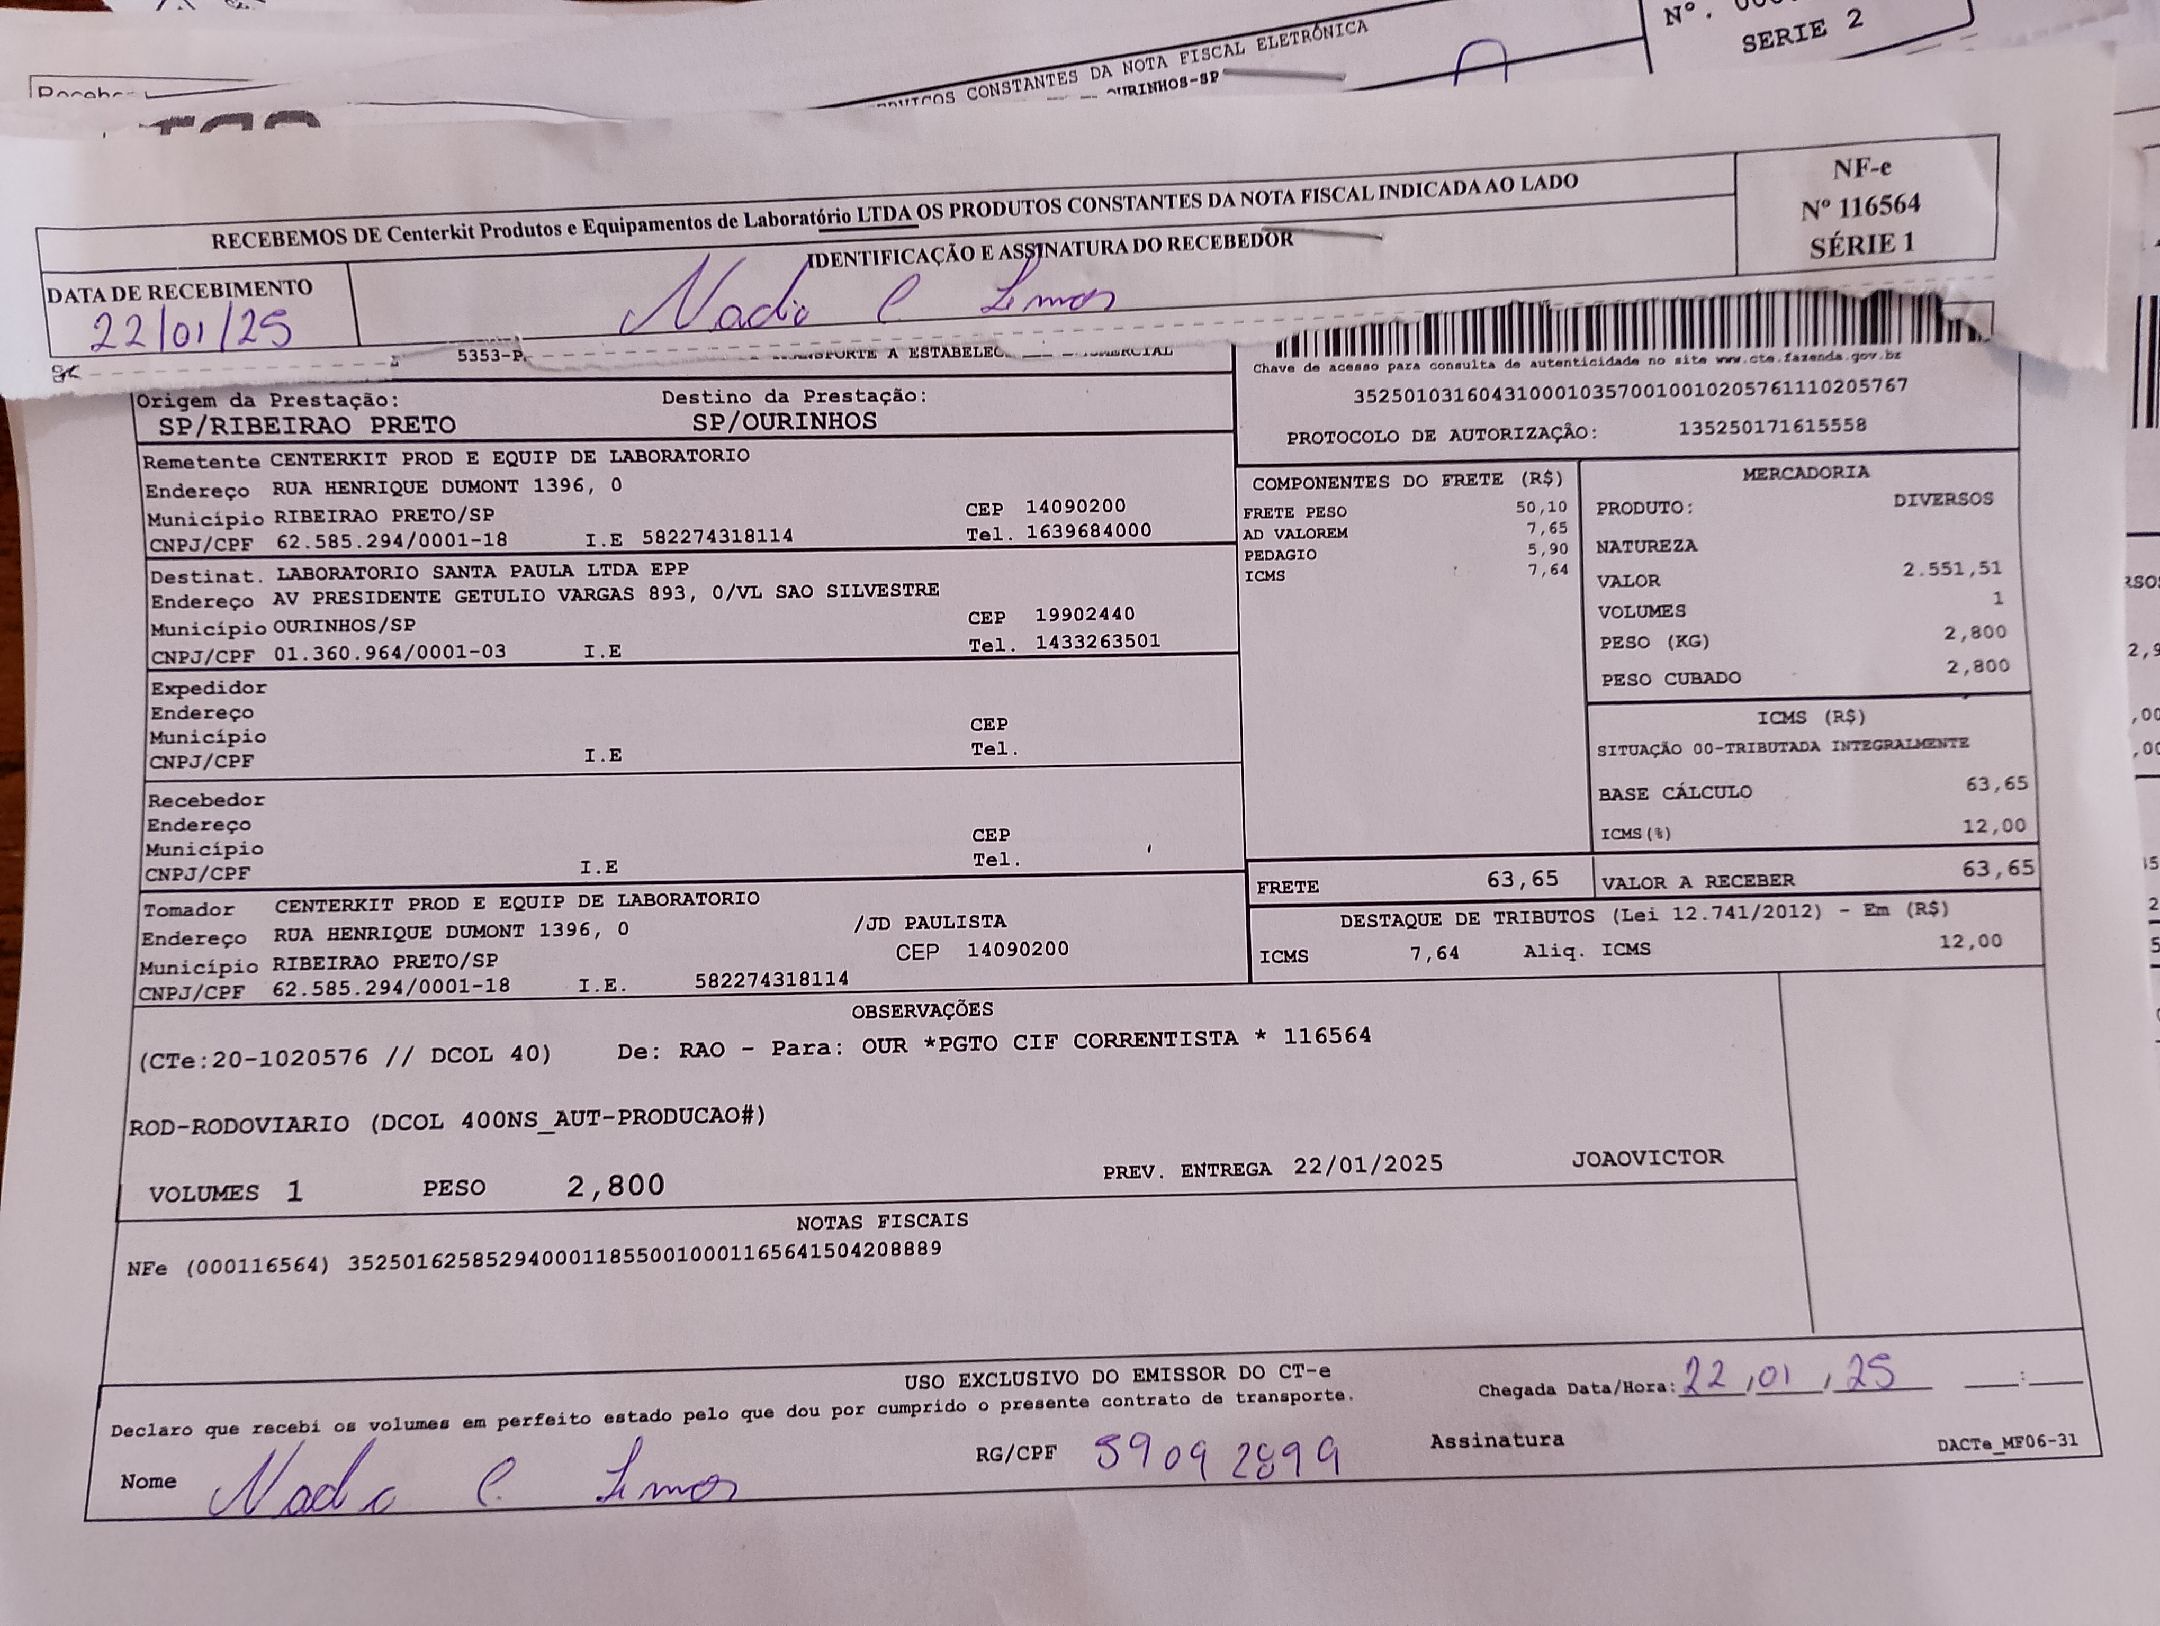 SERIE 2
CONSTANTES DA NOTA FISCAL ELETRÔNICA
OURINHOS-SP
RECEBEMOS DE Centerkit Produtos e Equipamentos de Laboratório LTDA OS PRODUTOS CONSTANTES DA NOTA FISCAL INDICADA AO LADO
NF-e
Nº 116564
SÉRIE 1
DATA DE RECEBIMENTO
22/01/25
IDENTIFICAÇÃO E ASSINATURA DO RECEBEDOR
Nadia C Lemos
5353-P
Chave de acesso para consulta de autenticidade no site www.cte.fazenda.gov.br
35250103160431000103570010010205761110205767
PROTOCOLO DE AUTORIZAÇÃO: 135250171615558
Origem da Prestação: Destino da Prestação:
SP/RIBEIRAO PRETO SP/OURINHOS
Remetente CENTERKIT PROD E EQUIP DE LABORATORIO
Endereço RUA HENRIQUE DUMONT 1396, 0
Município RIBEIRAO PRETO/SP CEP 14090200
CNPJ/CPF 62.585.294/0001-18 I.E 582274318114 Tel. 1639684000
Destinat. LABORATORIO SANTA PAULA LTDA EPP
Endereço AV PRESIDENTE GETULIO VARGAS 893, 0/VL SAO SILVESTRE
Município OURINHOS/SP CEP 19902440
CNPJ/CPF 01.360.964/0001-03 I.E Tel. 1433263501
Expedidor
Endereço
Município CEP
CNPJ/CPF I.E Tel.
Recebedor
Endereço
Município CEP
CNPJ/CPF I.E Tel.
Tomador CENTERKIT PROD E EQUIP DE LABORATORIO
Endereço RUA HENRIQUE DUMONT 1396, 0 /JD PAULISTA
Município RIBEIRAO PRETO/SP CEP 14090200
CNPJ/CPF 62.585.294/0001-18 I.E. 582274318114
COMPONENTES DO FRETE (R$)
FRETE PESO 50,10
AD VALOREM 7,65
PEDAGIO 5,90
ICMS 7,64
MERCADORIA
PRODUTO: DIVERSOS
NATUREZA
VALOR 2.551,51
VOLUMES 1
PESO (KG) 2,800
PESO CUBADO 2,800
ICMS (R$)
SITUAÇÃO 00-TRIBUTADA INTEGRALMENTE
BASE CÁLCULO 63,65
ICMS(%) 12,00
FRETE 63,65 VALOR A RECEBER 63,65
DESTAQUE DE TRIBUTOS (Lei 12.741/2012) - Em (R$)
ICMS 7,64 Aliq. ICMS 12,00
OBSERVAÇÕES
(CTe:20-1020576 // DCOL 40) De: RAO - Para: OUR *PGTO CIF CORRENTISTA * 116564
ROD-RODOVIARIO (DCOL 400NS_AUT-PRODUCAO#)
VOLUMES 1 PESO 2,800 PREV. ENTREGA 22/01/2025 JOAOVICTOR
NOTAS FISCAIS
NFe (000116564) 35250162585294000118550010001165641504208889
USO EXCLUSIVO DO EMISSOR DO CT-e
Declaro que recebi os volumes em perfeito estado pelo que dou por cumprido o presente contrato de transporte.
Chegada Data/Hora: 22,01,25 __:__
Nome Nadia C. Lemos RG/CPF 59092899 Assinatura
DACTe_MF06-31